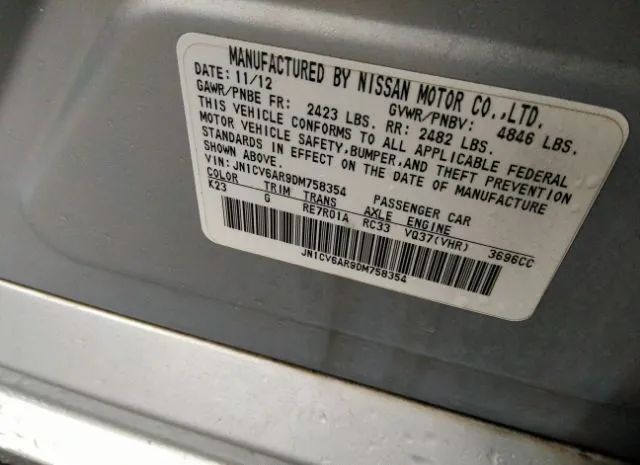 MANUFACTURED BY NISSAN MOTOR CO.,LTD.
DATE: 11/12 GVWR/PNBV: 4846 LBS.
GAWR/PNBE FR: 2423 LBS. RR: 2482 LBS.
THIS VEHICLE CONFORMS TO ALL APPLICABLE FEDERAL
MOTOR VEHICLE SAFETY,BUMPER,AND THEFT PREVENTION
STANDARDS IN EFFECT ON THE DATE OF MANUFACTURE
SHOWN ABOVE.
VIN: JN1CV6AR9DM758354 PASSENGER CAR
COLOR TRIM TRANS AXLE ENGINE
K23 G RE7R01A RC33 VQ37(VHR) 3696CC
JN1CV6AR9DM758354